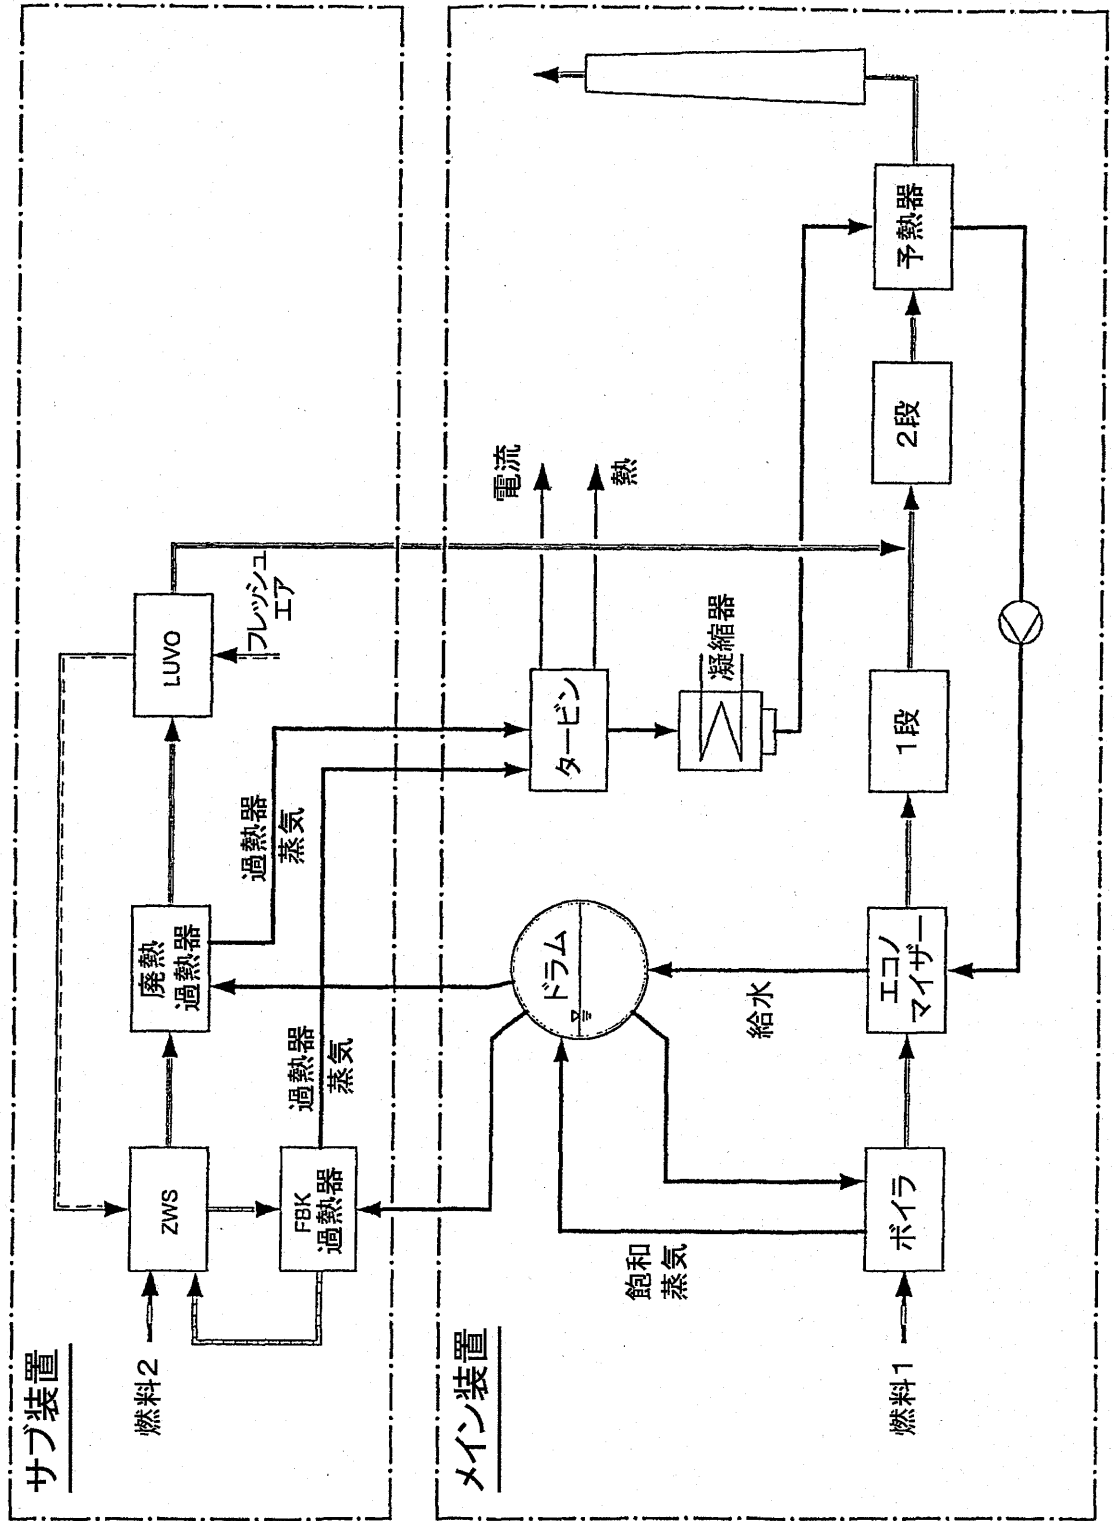 サブ装置
燃料2
ZWS
FBK
過熱器
廃熱
過熱器
LUVO
フレッシュ
エア
過熱器
蒸気
過熱器
蒸気
メイン装置
燃料1
ボイラ
飽和
蒸気
ドラム
給水
エコノ
マイザー
タービン
電流
熱
凝縮器
1段
2段
予熱器